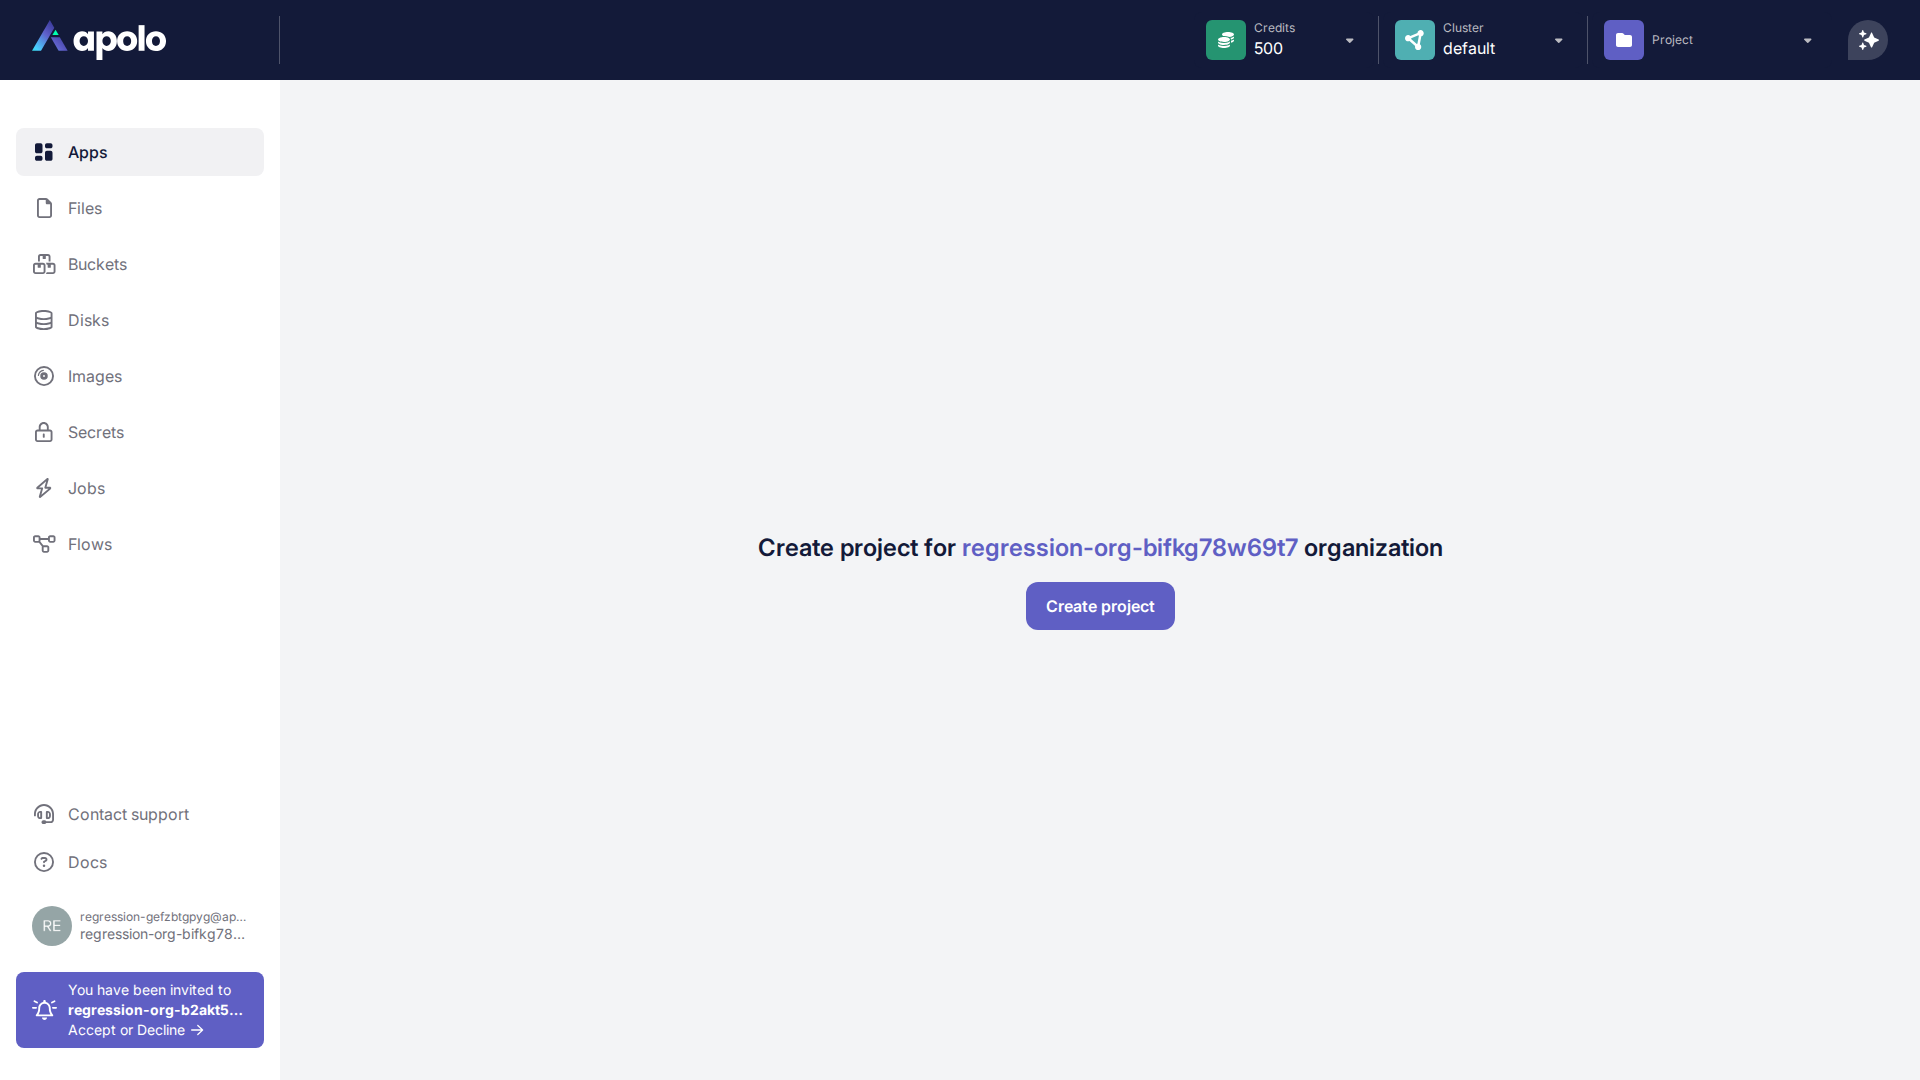 apolo
Credits
500
Cluster
default
Project
Apps
Files
Buckets
Disks
Images
Secrets
Jobs
Flows
Create project for regression-org-bifkg78w69t7 organization
Create project
Contact support
Docs
RE
regression-gefzbtgpyg@ap...
regression-org-bifkg78...
You have been invited to
regression-org-b2akt5...
Accept or Decline →